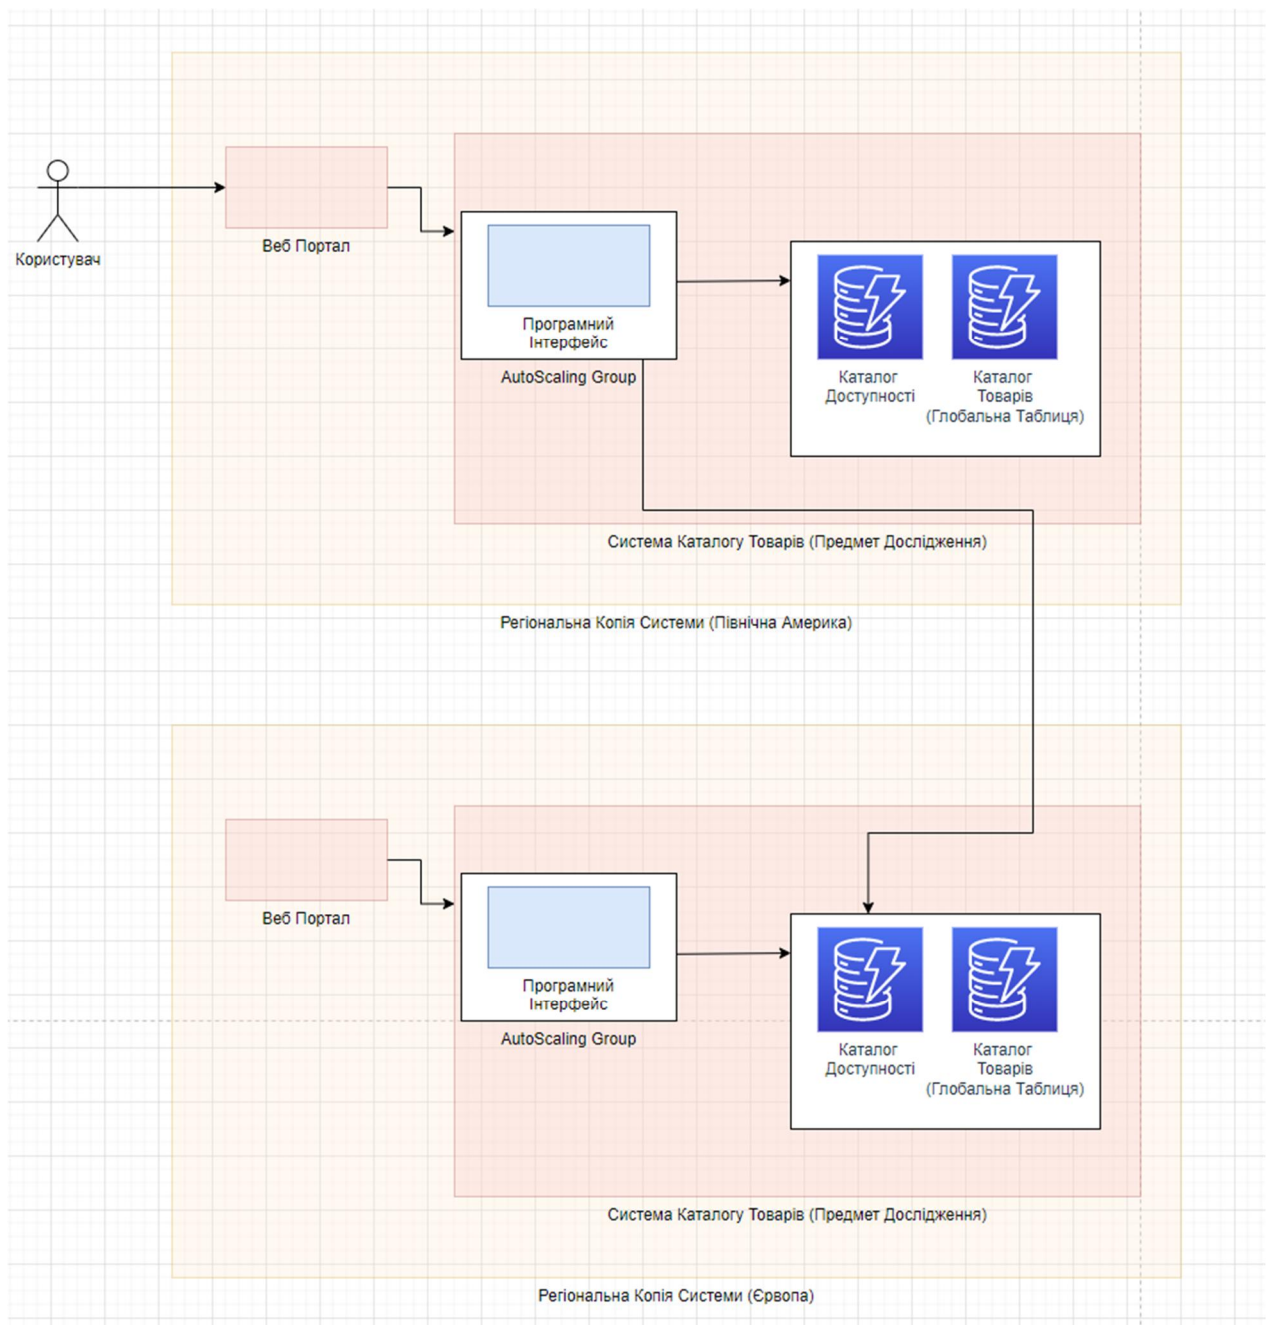 Користувач
Веб Портал
Програмний
Інтерфейс
AutoScaling Group
Каталог
Доступності
Каталог
Товарів
(Глобальна Таблиця)
Система Каталогу Товарів (Предмет Дослідження)
Регіональна Копія Системи (Північна Америка)
Веб Портал
Програмний
Інтерфейс
AutoScaling Group
Каталог
Доступності
Каталог
Товарів
(Глобальна Таблиця)
Система Каталогу Товарів (Предмет Дослідження)
Регіональна Копія Системи (Єрвопа)